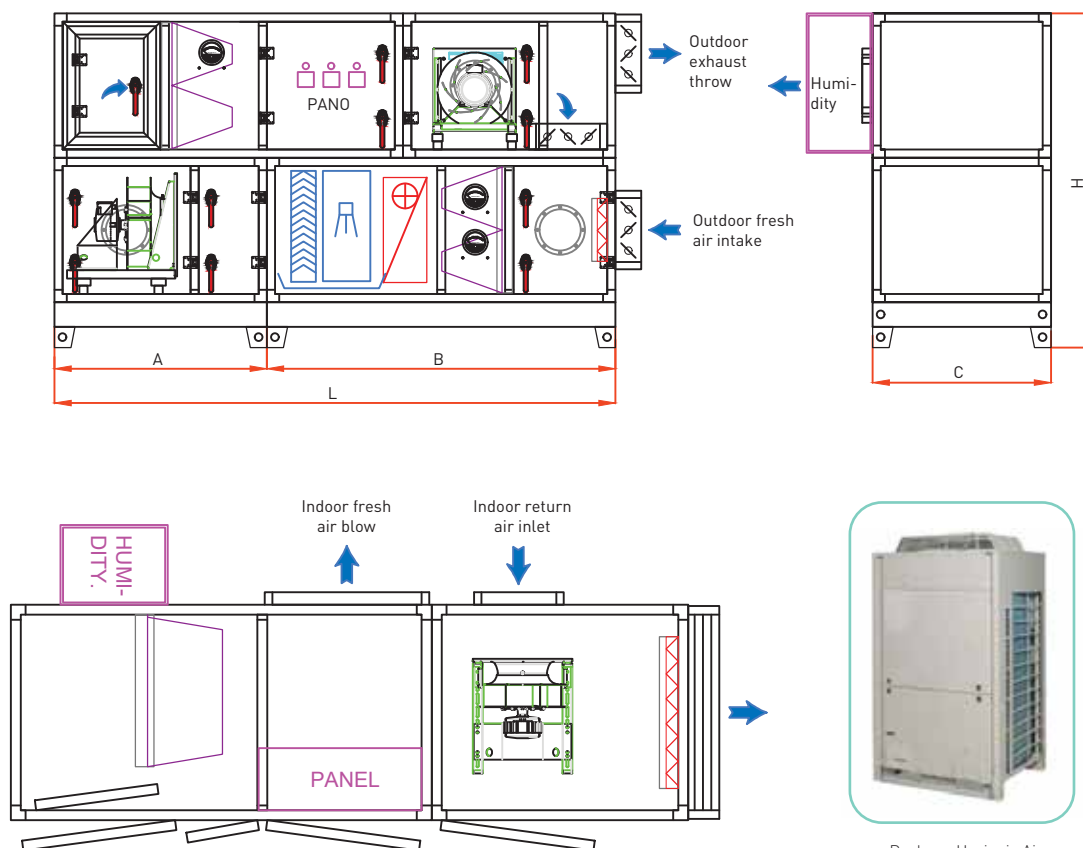 Outdoor
exhaust
throw
Humi-
dity
PANO
H
Outdoor fresh
air intake
A
B
C
L
Indoor fresh
air blow
Indoor return
air inlet
HUMI-
DITY.
PANEL